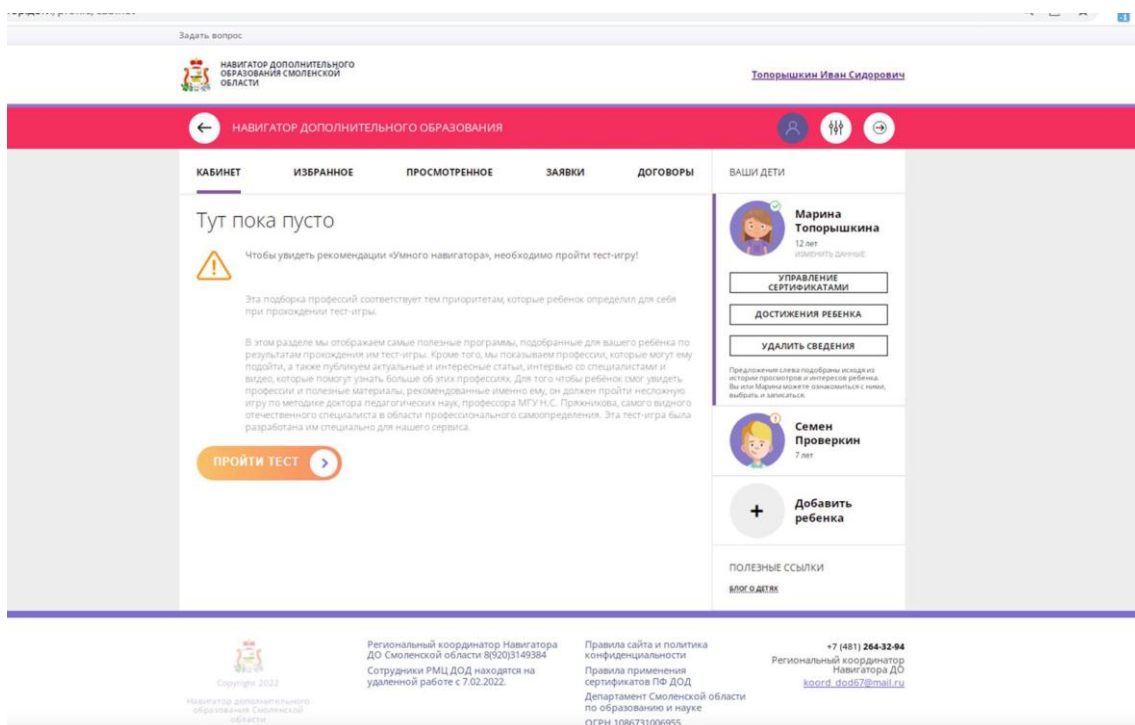 Задать вопрос
НАВИГАТОР ДОПОЛНИТЕЛЬНОГО
ОБРАЗОВАНИЯ СМОЛЕНСКОЙ
ОБЛАСТИ
Топорышкин Иван Сидорович
НАВИГАТОР ДОПОЛНИТЕЛЬНОГО ОБРАЗОВАНИЯ
КАБИНЕТ ИЗБРАННОЕ ПРОСМОТРЕННОЕ ЗАЯВКИ ДОГОВОРЫ
Тут пока пусто
Чтобы увидеть рекомендации «Умного навигатора», необходимо пройти тест-игру!
Эта подборка профессий соответствует тем приоритетам, которые ребенок определил для себя
при прохождении тест-игры.
В этом разделе мы отображаем самые полезные программы, подобранные для вашего ребёнка по
результатам прохождения им тест-игры. Кроме того, мы показываем профессии, которые могут ему
подойти, а также публикуем актуальные и интересные статьи, интервью со специалистами и
видео, которые помогут узнать больше об этих профессиях. Для того чтобы ребёнок смог увидеть
профессии и полезные материалы, рекомендованные именно ему, он должен пройти несложную
игру по методике доктора педагогических наук, профессора МГУ Н.С. Пряжникова, самого видного
отечественного специалиста в области профессионального самоопределения. Эта тест-игра была
разработана им специально для нашего сервиса.
ПРОЙТИ ТЕСТ
ВАШИ ДЕТИ
Марина
Топорышкина
12 лет
ИЗМЕНИТЬ ДАННЫЕ
УПРАВЛЕНИЕ
СЕРТИФИКАТАМИ
ДОСТИЖЕНИЯ РЕБЕНКА
УДАЛИТЬ СВЕДЕНИЯ
Предложения слева подобраны исходя из
истории просмотров и интересов ребенка.
Вы или Марина можете ознакомиться с ними,
выбрать и записаться.
Семен
Проверкин
7 лет
+
Добавить
ребенка
ПОЛЕЗНЫЕ ССЫЛКИ
БЛОГ О ДЕТЯХ
Copyright 2022
Навигатор дополнительного
образования Смоленской
области
Региональный координатор Навигатора
ДО Смоленской области 8(920)3149384
Сотрудники РМЦ ДОД находятся на
удаленной работе с 7.02.2022.
Правила сайта и политика
конфиденциальности
Правила применения
сертификатов ПФ ДОД
Департамент Смоленской области
по образованию и науке
ОГРН 1086731006955
+7 (481) 264-32-94
Региональный координатор
Навигатора ДО
koord_dod67@mail.ru